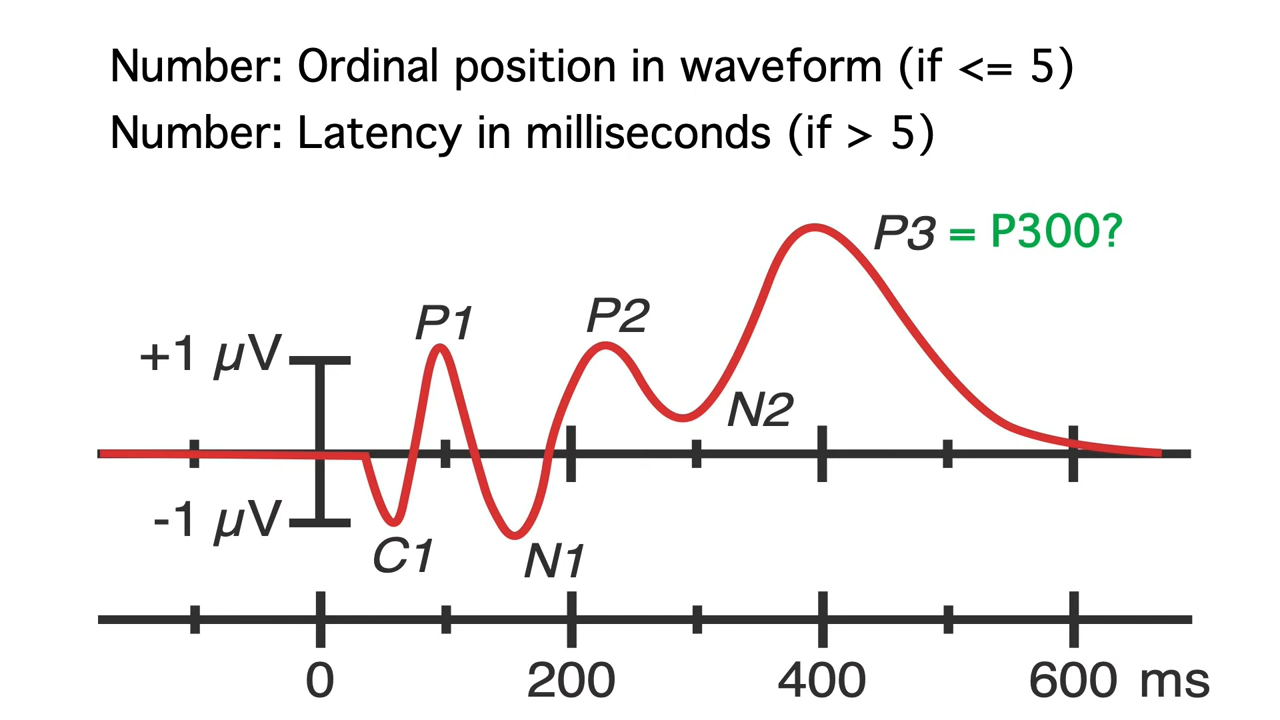 Number: Ordinal position in waveform (if <= 5)
Number: Latency in milliseconds (if > 5)
P3 = P300?
P1
P2
+1 µV
N2
-1 µV
C1
N1
0 200 400 600 ms